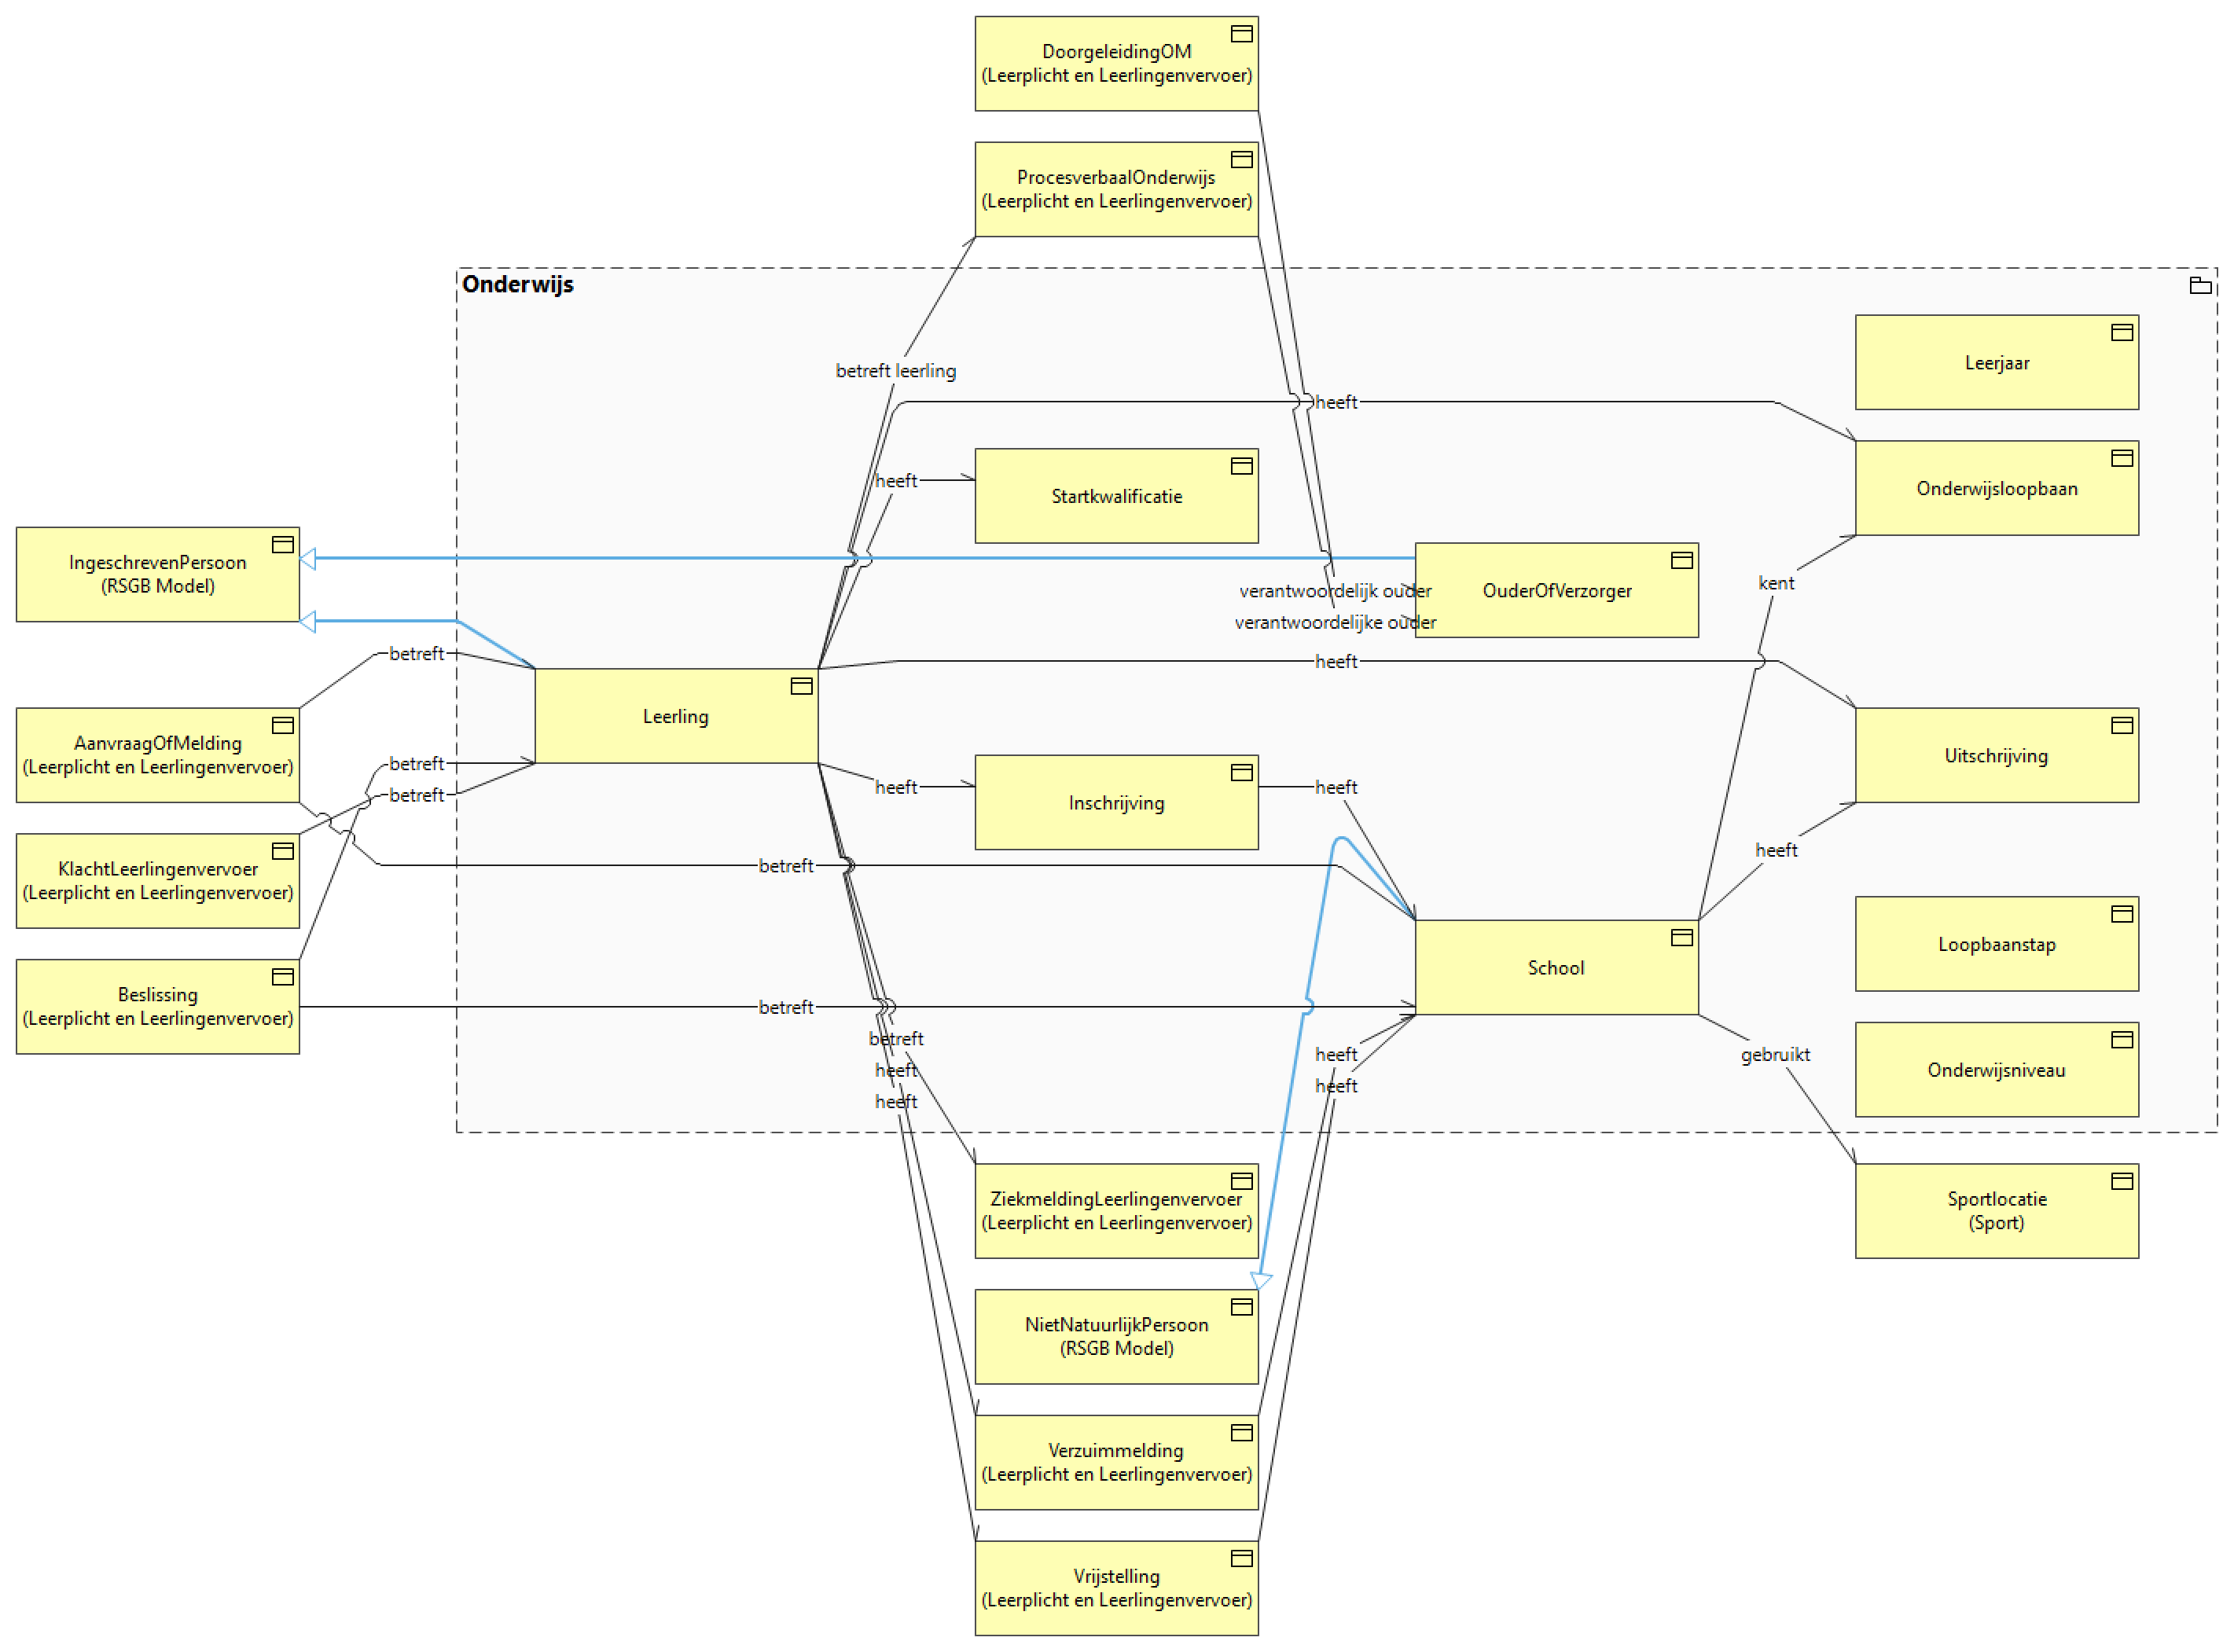 DoorgeleidingOM
(Leerplicht en Leerlingenvervoer)
ProcesverbaalOnderwijs
(Leerplicht en Leerlingenvervoer)
Onderwijs
Leerjaar
betreft leerling
heeft
heeft
Startkwalificatie
Onderwijsloopbaan
IngeschrevenPersoon
(RSGB Model)
kent
verantwoordelijk ouder
OuderOfVerzorger
verantwoordelijke ouder
betreft
heeft
Leerling
AanvraagOfMelding
(Leerplicht en Leerlingenvervoer)
Uitschrijving
betreft
betreft
heeft
Inschrijving
heeft
KlachtLeerlingenvervoer
(Leerplicht en Leerlingenvervoer)
betreft
heeft
School
Loopbaanstap
Beslissing
(Leerplicht en Leerlingenvervoer)
betreft
betreft
heeft
heeft
heeft
heeft
gebruikt
Onderwijsniveau
ZiekmeldingLeerlingenvervoer
(Leerplicht en Leerlingenvervoer)
Sportlocatie
(Sport)
NietNatuurlijkPersoon
(RSGB Model)
Verzuimmelding
(Leerplicht en Leerlingenvervoer)
Vrijstelling
(Leerplicht en Leerlingenvervoer)